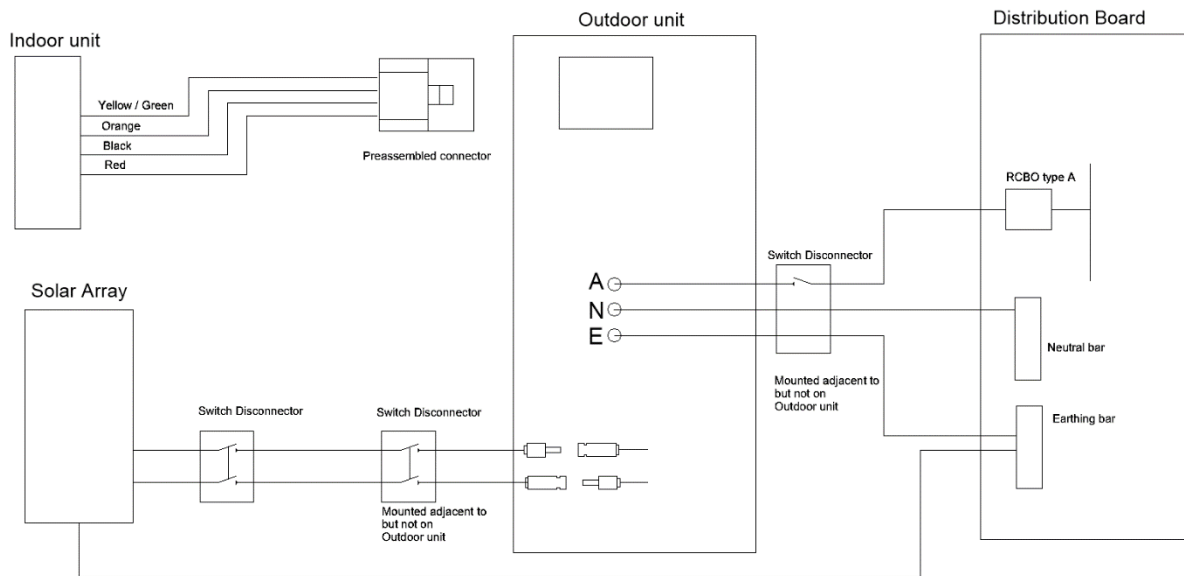 Outdoor unit
Distribution Board
Indoor unit
Yellow / Green
Orange
Black
Red
Preassembled connector
RCBO type A
Switch Disconnector
A
N
E
Solar Array
Neutral bar
Mounted adjacent to
but not on
Outdoor unit
Earthing bar
Switch Disconnector
Switch Disconnector
Mounted adjacent to
but not on
Outdoor unit